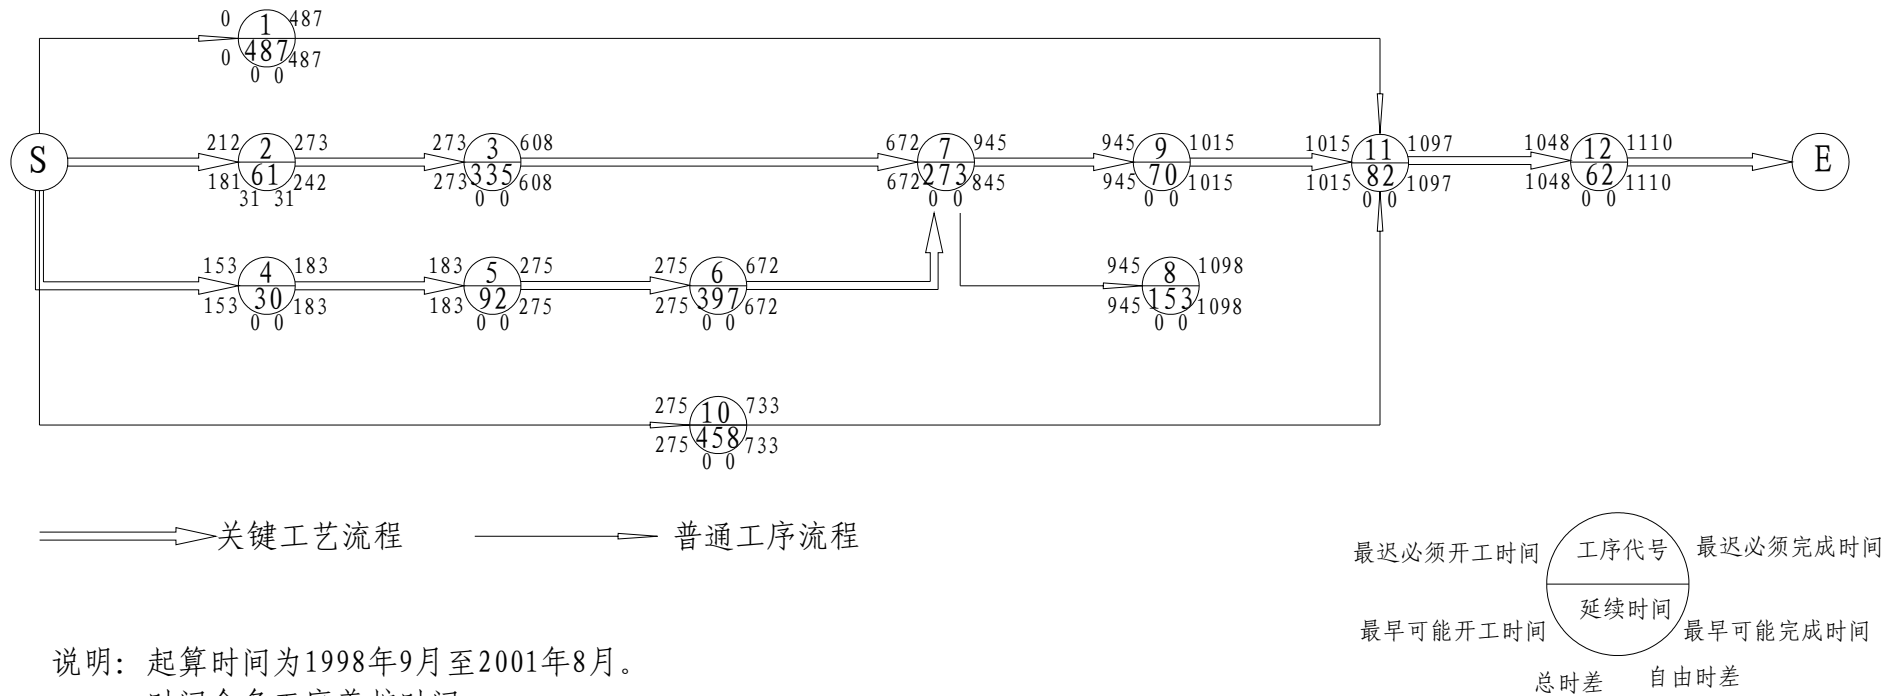 0 1 487
487
0 487
0 0
S
212 2 273
61
181 242
31 31
273 3 608
335
273 608
0 0
672 7 945
273
672 845
0 0
945 9 1015
70
945 1015
0 0
1015 11 1097
82
1015 1097
0 0
1048 12 1110
62
1048 1110
0 0
E
153 4 183
30
153 183
0 0
183 5 275
92
183 275
0 0
275 6 672
397
275 672
0 0
945 8 1098
153
945 1098
0 0
275 10 733
458
275 733
0 0
关键工艺流程
普通工序流程
最迟必须开工时间 工序代号 最迟必须完成时间
延续时间
最早可能开工时间 最早可能完成时间
总时差 自由时差
说明：起算时间为1998年9月至2001年8月。